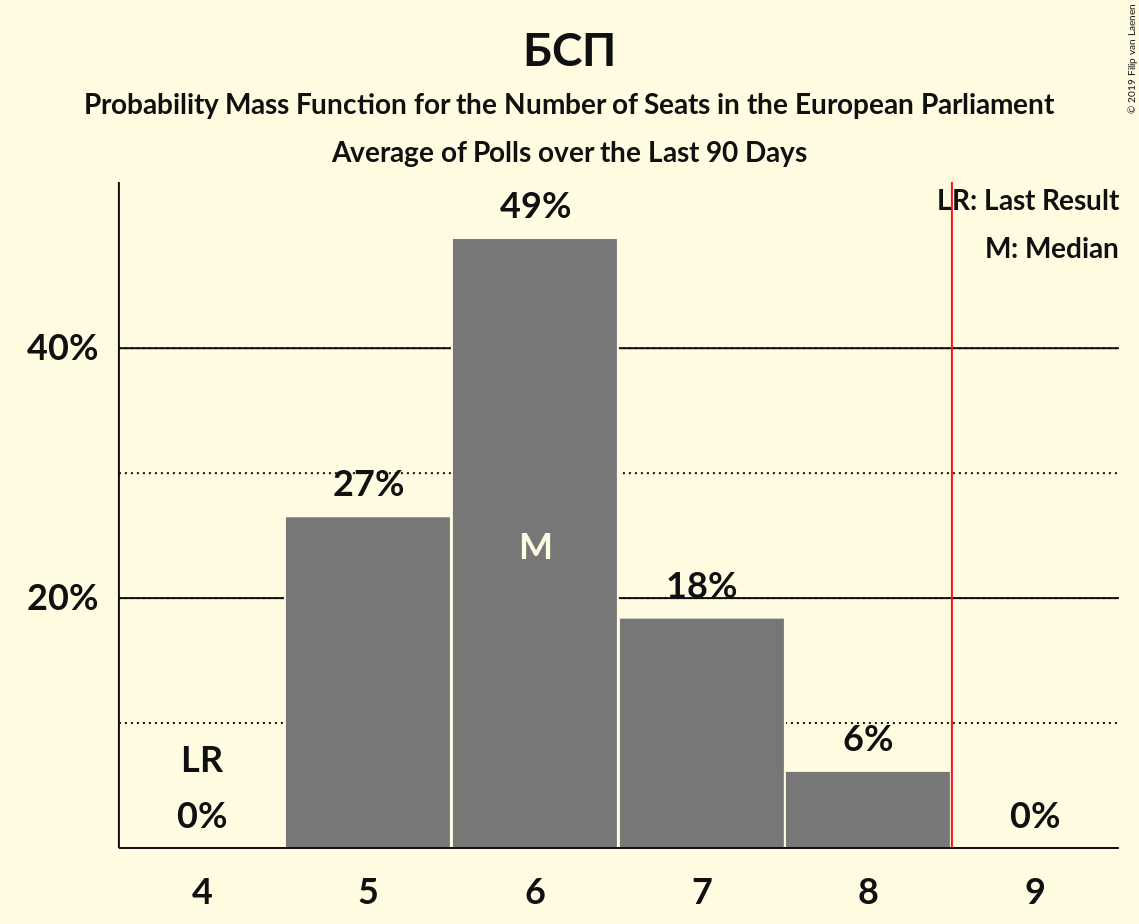 БСП
Probability Mass Function for the Number of Seats in the European Parliament
Average of Polls over the Last 90 Days
© 2019 Filip van Laenen
LR: Last Result
M: Median
49%
40%
27%
M
18%
20%
6%
LR
0%
0%
4 5 6 7 8 9